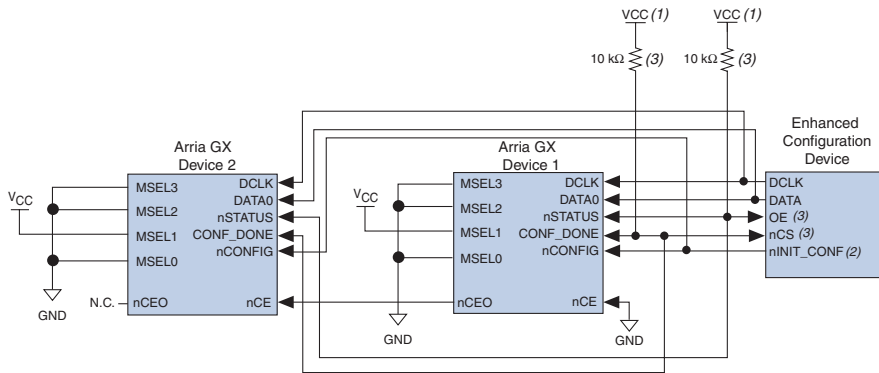 VCC (1)
VCC (1)
10 kΩ (3)
10 kΩ (3)
Arria GX
Device 2
Arria GX
Device 1
Enhanced
Configuration
Device
VCC
MSEL3
MSEL2
MSEL1
MSEL0
nCEO
DCLK
DATA0
nSTATUS
CONF_DONE
nCONFIG
nCE
N.C.
GND
VCC
MSEL3
MSEL2
MSEL1
MSEL0
nCEO
DCLK
DATA0
nSTATUS
CONF_DONE
nCONFIG
nCE
GND
GND
DCLK
DATA
OE (3)
nCS (3)
nINIT_CONF (2)